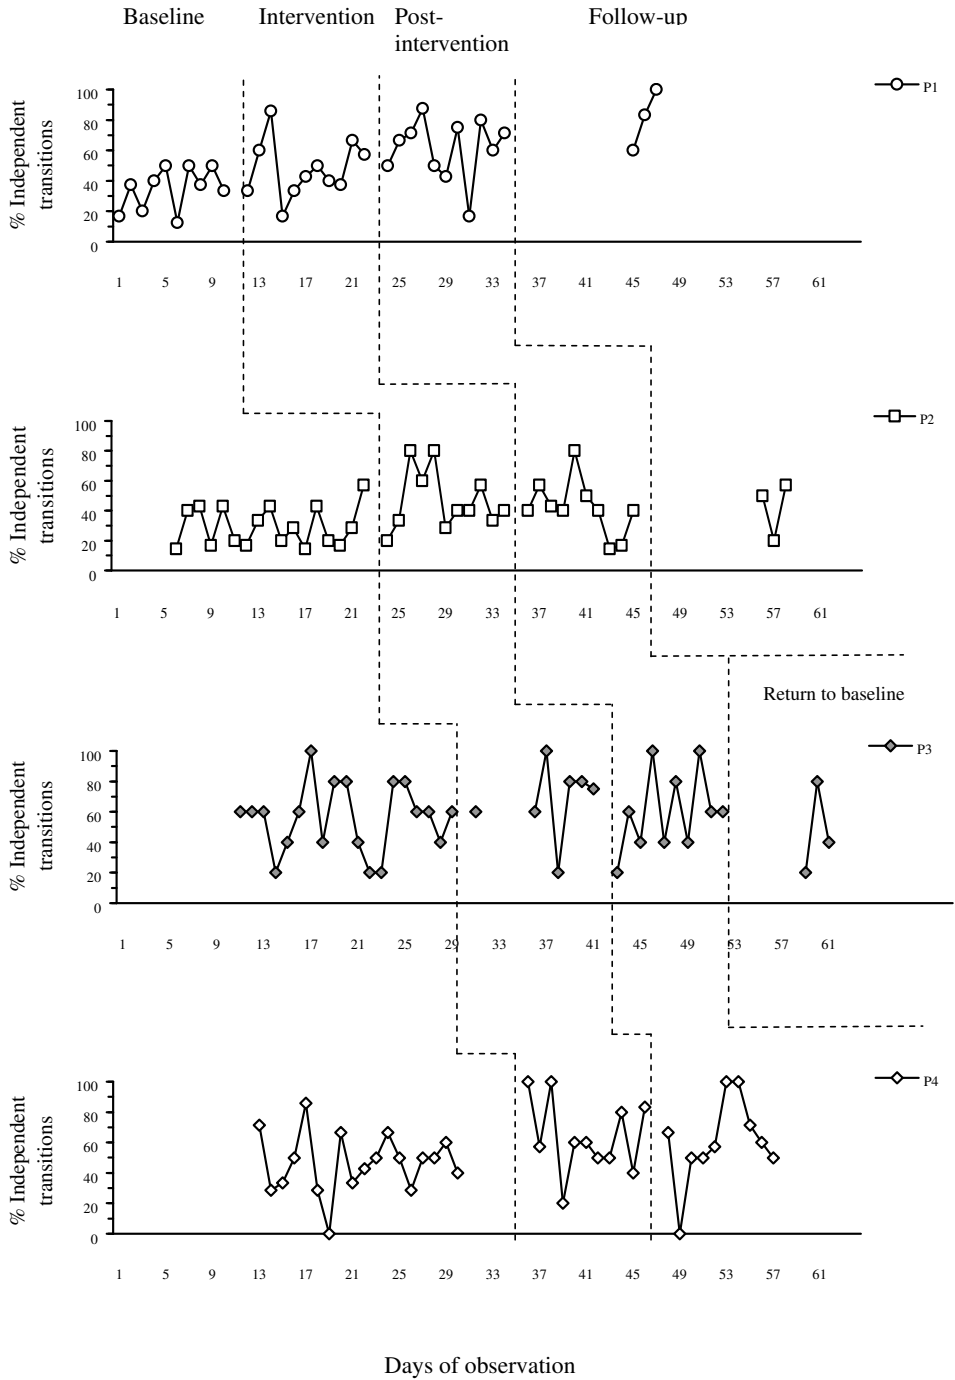 Baseline Intervention Post-intervention Follow-up
% Independent transitions
100
80
60
40
20
0
P1
1 5 9 13 17 21 25 29 33 37 41 45 49 53 57 61
% Independent transitions
100
80
60
40
20
0
P2
1 5 9 13 17 21 25 29 33 37 41 45 49 53 57 61
Return to baseline
% Independent transitions
100
80
60
40
20
0
P3
1 5 9 13 17 21 25 29 33 37 41 45 49 53 57 61
% Independent transitions
100
80
60
40
20
0
P4
1 5 9 13 17 21 25 29 33 37 41 45 49 53 57 61
Days of observation